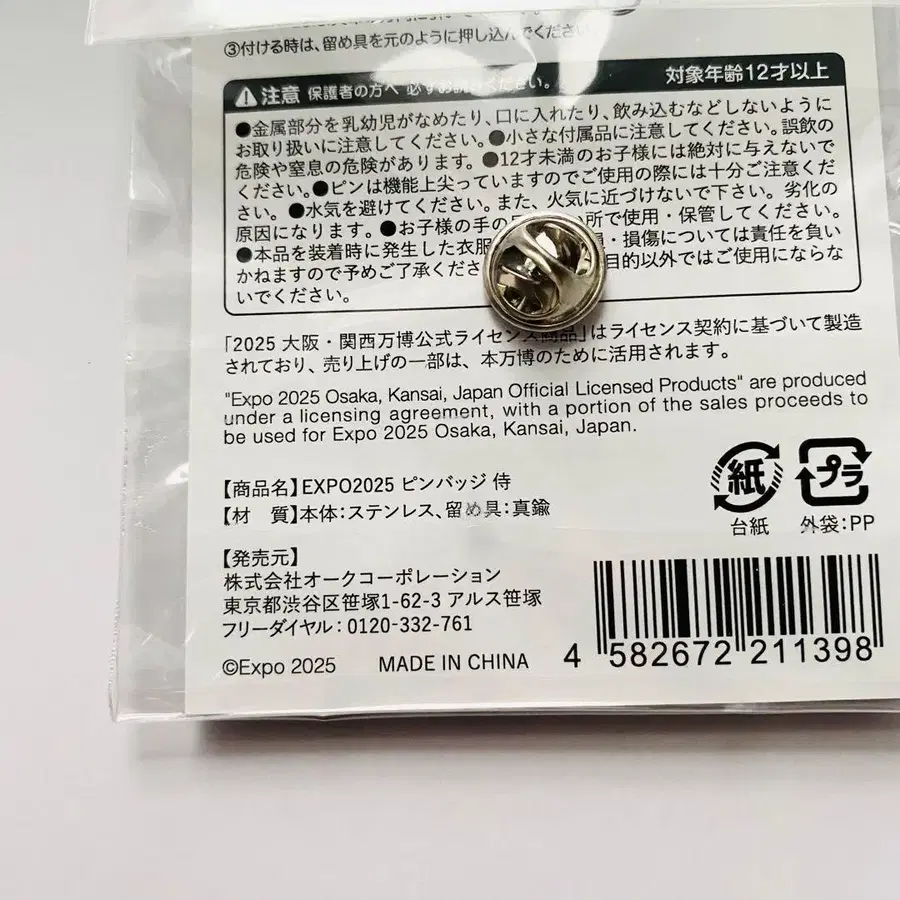 ③付ける時は、留め具を元のように押し込んでください。
注意 保護者の方へ 必ずお読みください。 対象年齢12才以上
●金属部分を乳幼児がなめたり、口に入れたり、飲み込むなどしないように
お取り扱いに注意してください。●小さな付属品に注意してください。誤飲の
危険や窒息の危険があります。●12才未満のお子様には絶対に与えないで
ください。●ピンは機能上尖っていますのでご使用の際には十分ご注意くだ
さい。●水気を避けてください。また、火気に近づけないで下さい。劣化の
原因になります。●お子様の手の 所で使用・保管してください。
●本品を装着時に発生した衣服 ・損傷については責任を負い
かねますので予めご了承くださ 目的以外ではご使用にならな
いでください。
「2025 大阪・関西万博公式ライセンス商品」はライセンス契約に基づいて製造
されており、売り上げの一部は、本万博のために活用されます。
"Expo 2025 Osaka, Kansai, Japan Official Licensed Products" are produced
under a licensing agreement, with a portion of the sales proceeds to
be used for Expo 2025 Osaka, Kansai, Japan.
【商品名】EXPO2025 ピンバッジ 侍
【材　質】本体:ステンレス、留め具:真鍮
紙 プラ
台紙 外袋:PP
【発売元】
株式会社オークコーポレーション
東京都渋谷区笹塚1-62-3 アルス笹塚
フリーダイヤル:0120-332-761
©Expo 2025 MADE IN CHINA
4 582672 211398